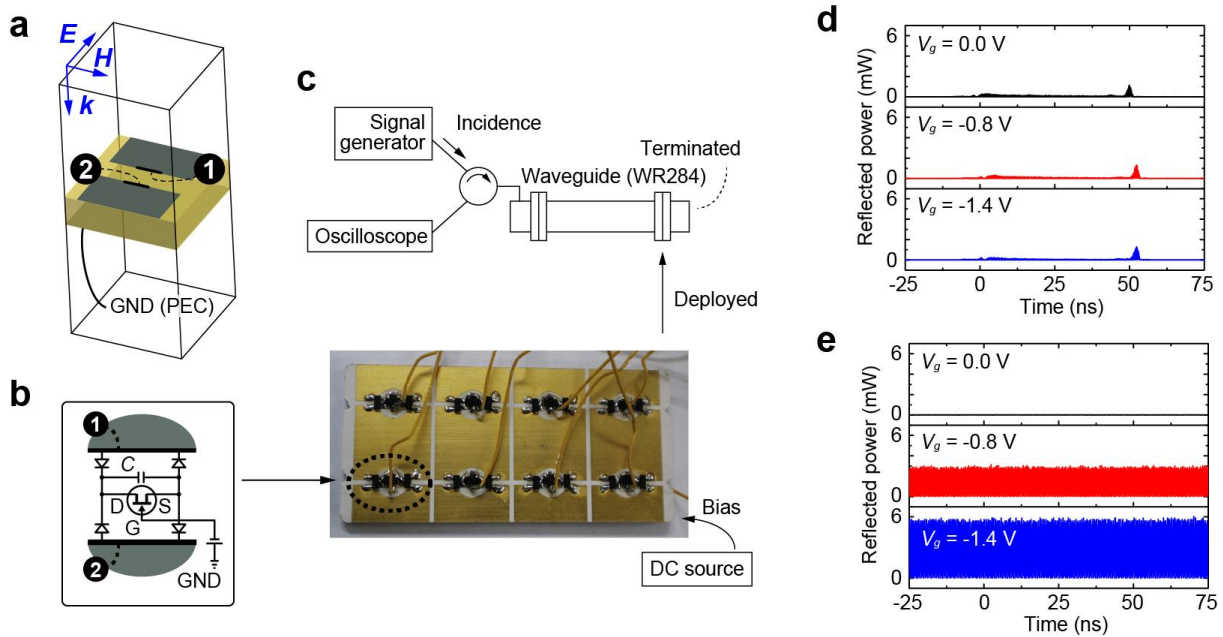 a
E
H
k
2
1
GND (PEC)
b
1
C
D
S
G
2
GND
c
Signal
generator
Incidence
Terminated
Waveguide (WR284)
Oscilloscope
Deployed
Bias
DC source
d
Reflected power (mW)
6
Vg = 0.0 V
0
6
Vg = -0.8 V
0
6
Vg = -1.4 V
0
-25 0 25 50 75
Time (ns)
e
Reflected power (mW)
6
Vg = 0.0 V
0
6
Vg = -0.8 V
0
6
Vg = -1.4 V
0
-25 0 25 50 75
Time (ns)